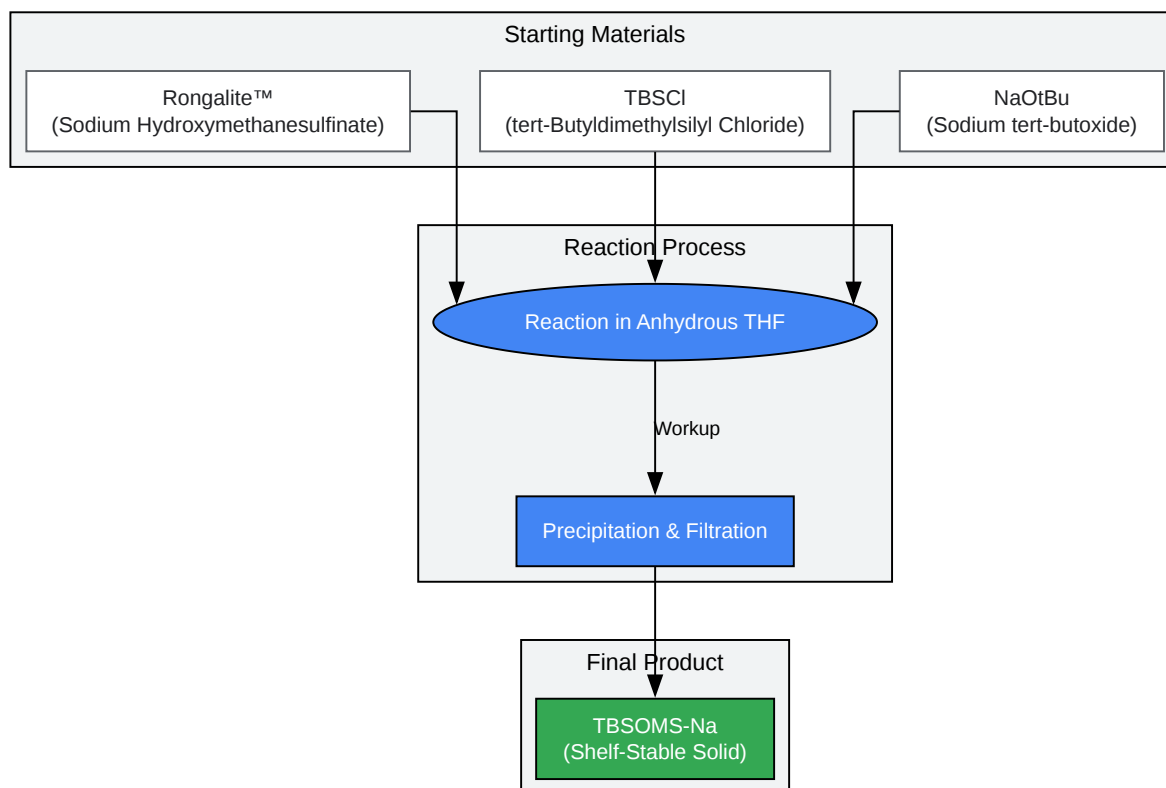 Starting Materials
Rongalite™
(Sodium Hydroxymethanesulfinate)
TBSCl
(tert-Butyldimethylsilyl Chloride)
NaOtBu
(Sodium tert-butoxide)
Reaction Process
Reaction in Anhydrous THF
Workup
Precipitation & Filtration
Final Product
TBSOMS-Na
(Shelf-Stable Solid)